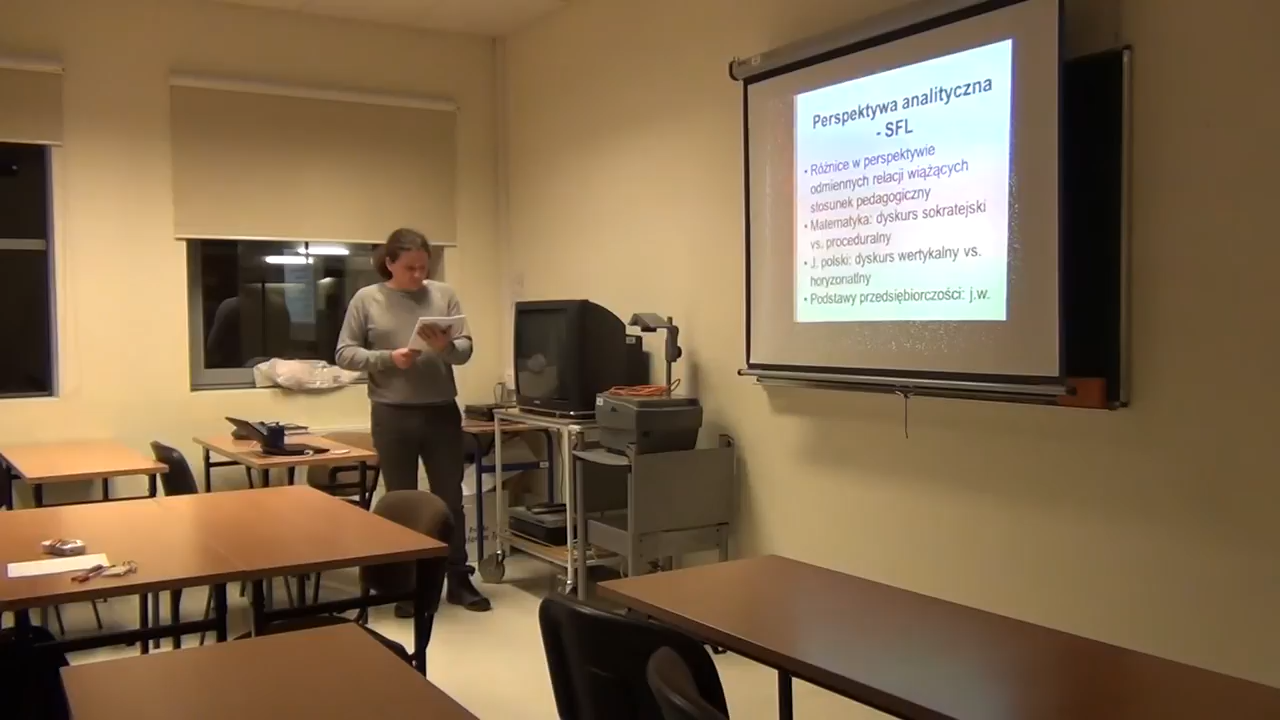 Perspektywa analityczna
- SFL
• Różnice w perspektywie
odmiennych relacji wiążących
stosunek pedagogiczny
• Matematyka: dyskurs sokratejski
vs. proceduralny
• J. polski: dyskurs wertykalny vs.
horyzonatlny
• Podstawy przedsiębiorczości: j.w.